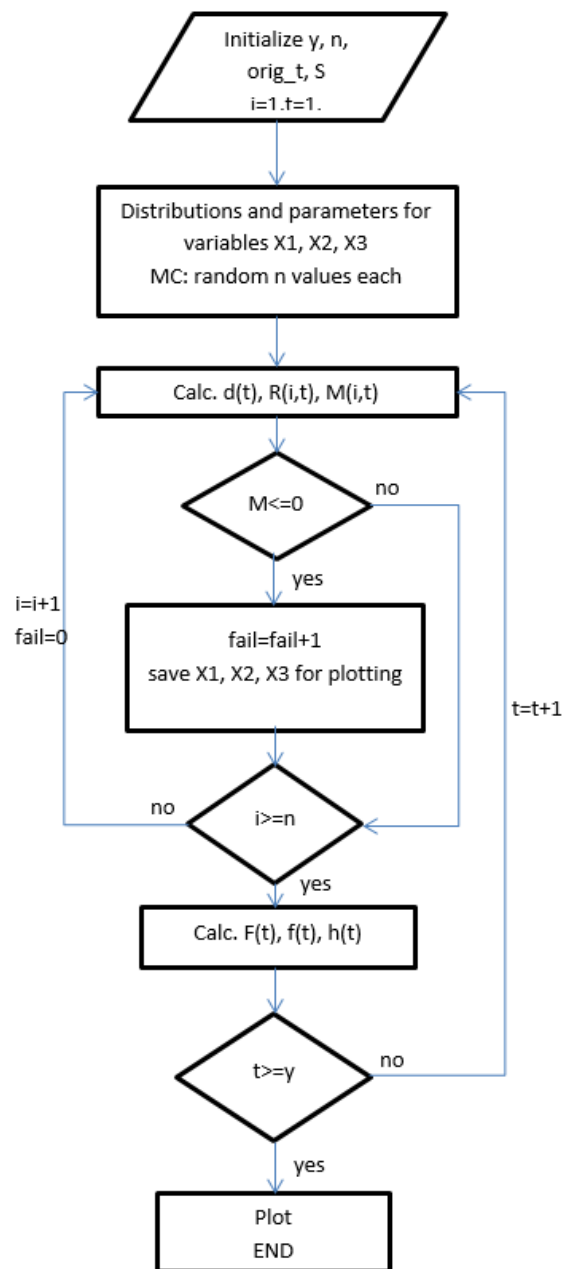 Initialize y, n,
orig_t, S
i=1,t=1,
Distributions and parameters for
variables X1, X2, X3
MC: random n values each
Calc. d(t), R(i,t), M(i,t)
M<=0
no
yes
i=i+1
fail=0
fail=fail+1
save X1, X2, X3 for plotting
t=t+1
no
i>=n
yes
Calc. F(t), f(t), h(t)
t>=y
no
yes
Plot
END